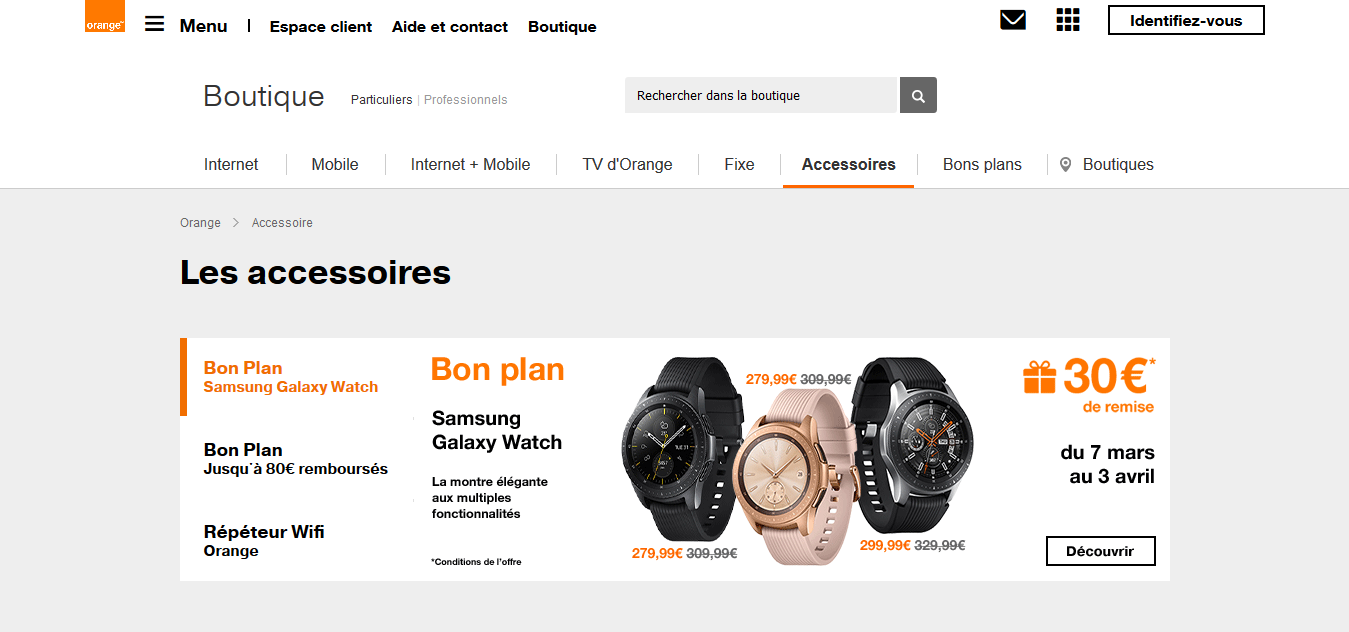 orange™
Menu | Espace client Aide et contact Boutique
Identifiez-vous
Boutique
Particuliers | Professionnels
Rechercher dans la boutique
Internet Mobile Internet + Mobile TV d'Orange Fixe Accessoires Bons plans Boutiques
Orange > Accessoire
Les accessoires
Bon Plan
Samsung Galaxy Watch
Bon Plan
Jusqu'à 80€ remboursés
Répéteur Wifi
Orange
Bon plan
Samsung
Galaxy Watch
La montre élégante
aux multiples
fonctionnalités
*Conditions de l'offre
279,99€ 309,99€
279,99€ 309,99€
299,99€ 329,99€
30€*
de remise
du 7 mars
au 3 avril
Découvrir